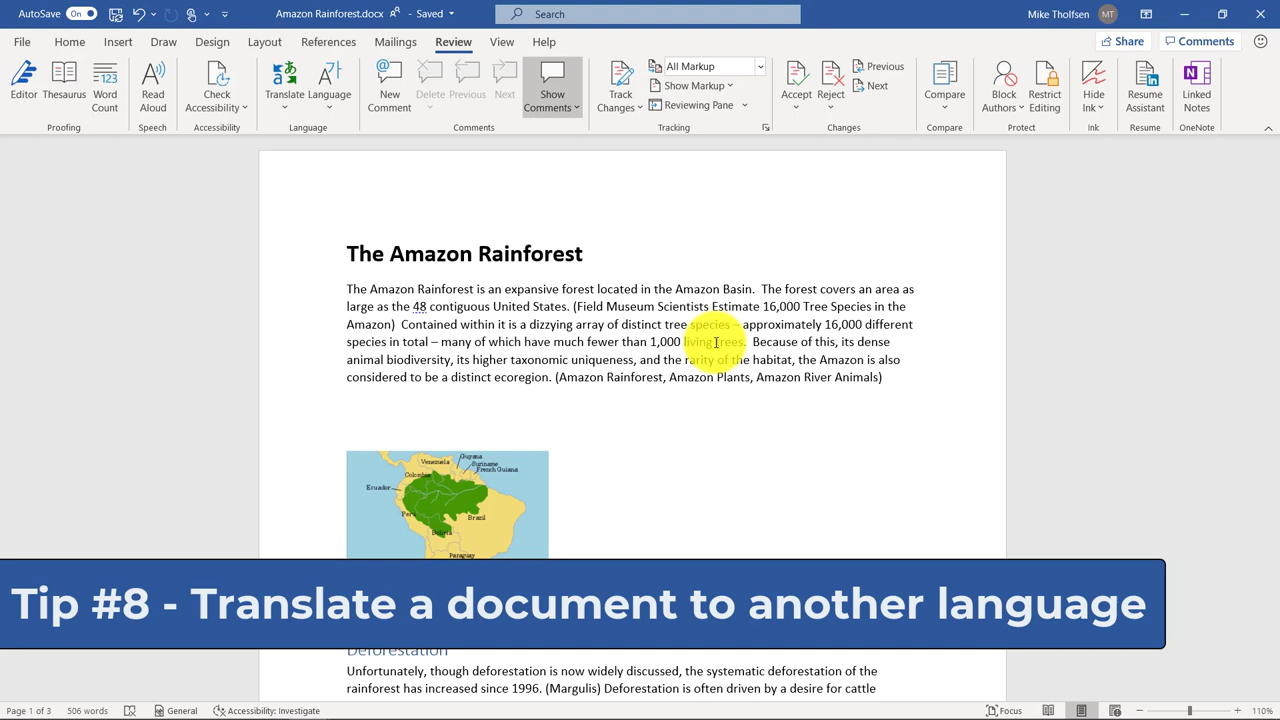 AutoSave On
Amazon Rainforest.docx
- Saved
Search
Mike Tholfsen
MT
File Home Insert Draw Design Layout References Mailings Review View Help
Share
Comments
Editor
Thesaurus
Word Count
Proofing
Read Aloud
Speech
Check Accessibility
Accessibility
Translate
Language
Language
New Comment
Delete
Previous
Next
Show Comments
Comments
Track Changes
All Markup
Show Markup
Reviewing Pane
Tracking
Accept
Reject
Previous
Next
Changes
Compare
Compare
Block Authors
Restrict Editing
Protect
Hide Ink
Ink
Resume Assistant
Resume
Linked Notes
OneNote
The Amazon Rainforest
The Amazon Rainforest is an expansive forest located in the Amazon Basin.  The forest covers an area as
large as the 48 contiguous United States. (Field Museum Scientists Estimate 16,000 Tree Species in the
Amazon)  Contained within it is a dizzying array of distinct tree species – approximately 16,000 different
species in total – many of which have much fewer than 1,000 living trees.  Because of this, its dense
animal biodiversity, its higher taxonomic uniqueness, and the rarity of the habitat, the Amazon is also
considered to be a distinct ecoregion. (Amazon Rainforest, Amazon Plants, Amazon River Animals)
Guyana
Venezuela
Suriname
French Guiana
Colombia
Ecuador
Peru
Brazil
Bolivia
Paraguay
Tip #8 - Translate a document to another language
Deforestation
Unfortunately, though deforestation is now widely discussed, the systematic deforestation of the
rainforest has increased since 1996. (Margulis) Deforestation is often driven by a desire for cattle
Page 1 of 3
506 words
General
Accessibility: Investigate
Focus
110%